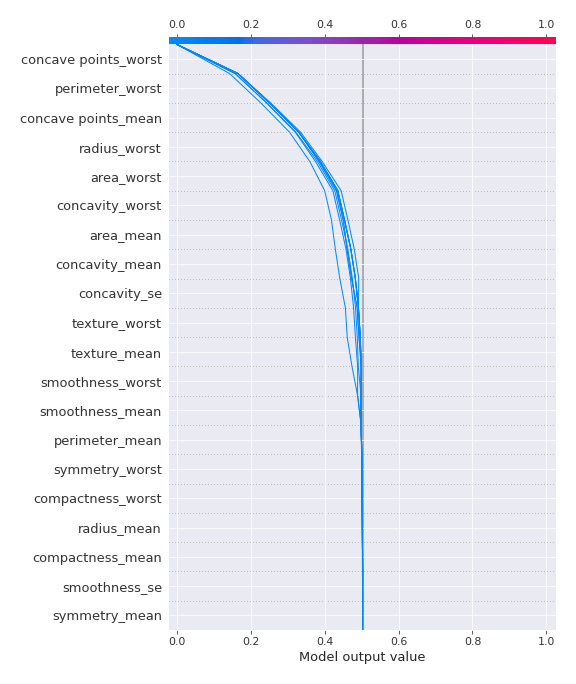 0.0 0.2 0.4 0.6 0.8 1.0
concave points_worst
perimeter_worst
concave points_mean
radius_worst
area_worst
concavity_worst
area_mean
concavity_mean
concavity_se
texture_worst
texture_mean
smoothness_worst
smoothness_mean
perimeter_mean
symmetry_worst
compactness_worst
radius_mean
compactness_mean
smoothness_se
symmetry_mean
0.0 0.2 0.4 0.6 0.8 1.0
Model output value